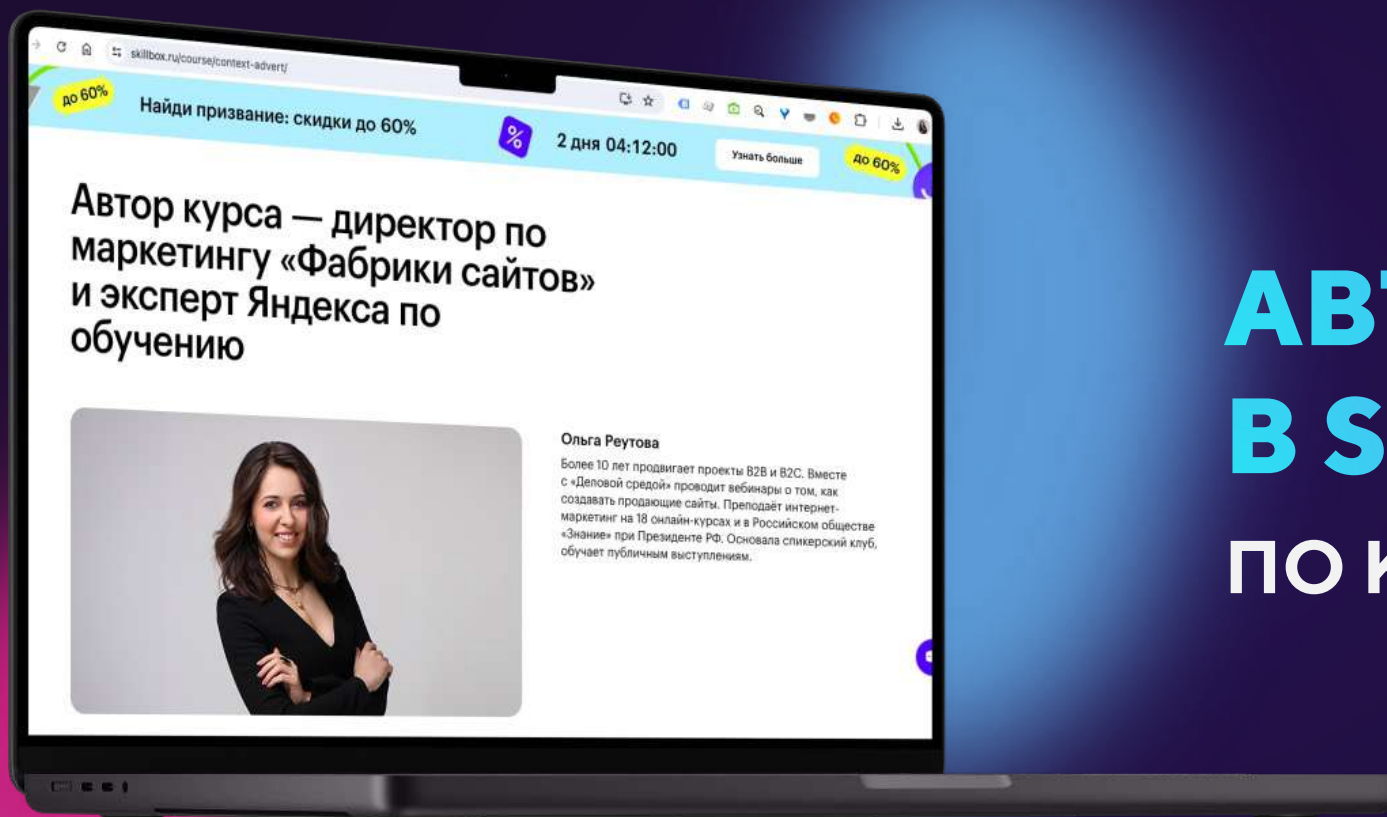 skillbox.ru/course/context-advert/
до 60%
Найди призвание: скидки до 60%
%
2 дня 04:12:00
Узнать больше
до 60%
Автор курса — директор по
маркетингу «Фабрики сайтов»
и эксперт Яндекса по
обучению
Ольга Реутова
Более 10 лет продвигает проекты B2B и B2C. Вместе
с «Деловой средой» проводит вебинары о том, как
создавать продающие сайты. Преподаёт интернет-
маркетинг на 18 онлайн-курсах и в Российском обществе
«Знание» при Президенте РФ. Основала спикерский клуб,
обучает публичным выступлениям.
АВТ
В S
ПО К